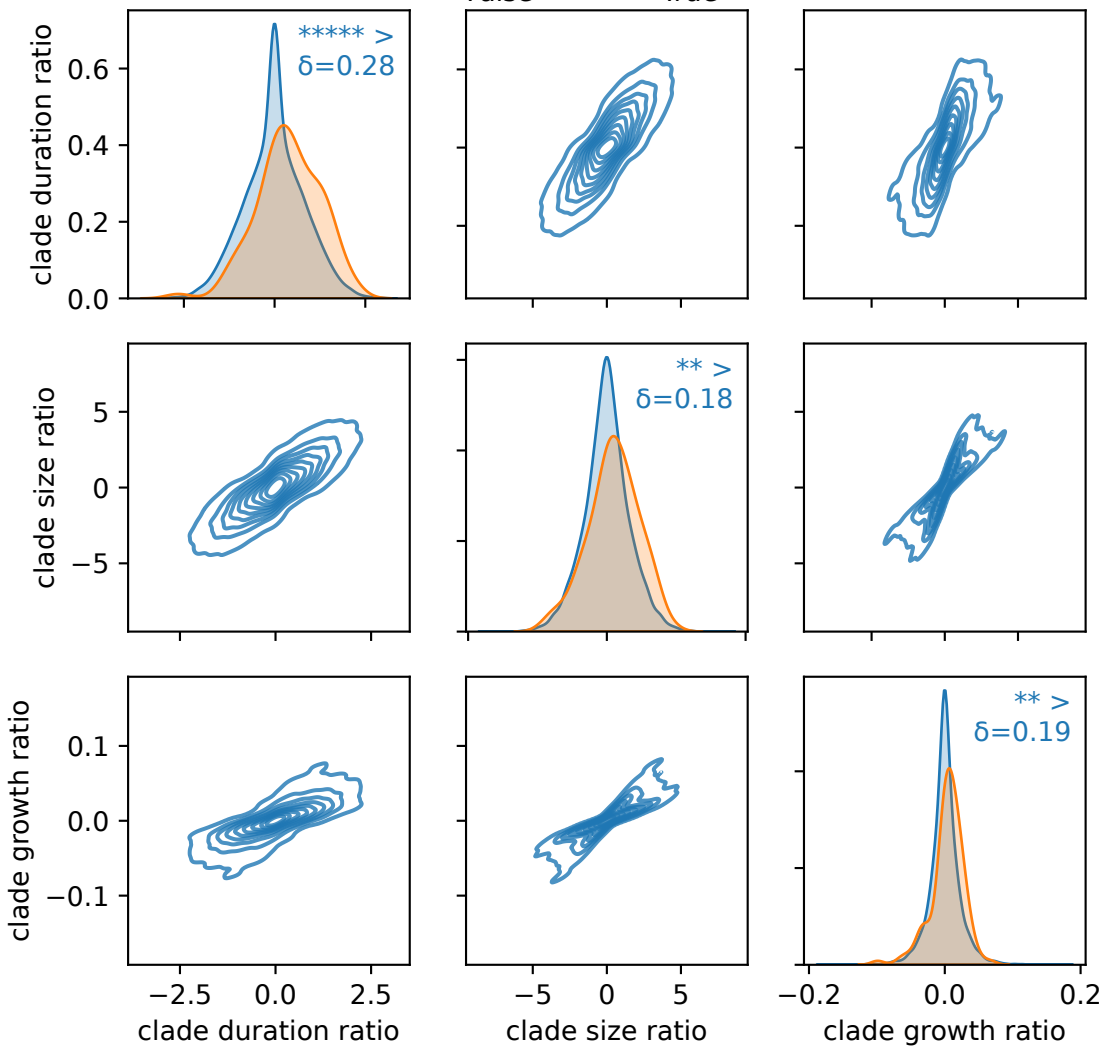 clade duration ratio
0.6
0.4
0.2
0.0
***** >
δ=0.28
clade size ratio
5
0
−5
** >
δ=0.18
clade growth ratio
0.1
0.0
−0.1
** >
δ=0.19
−2.5 0.0 2.5
−5 0 5
−0.2 0.0 0.2
clade duration ratio
clade size ratio
clade growth ratio